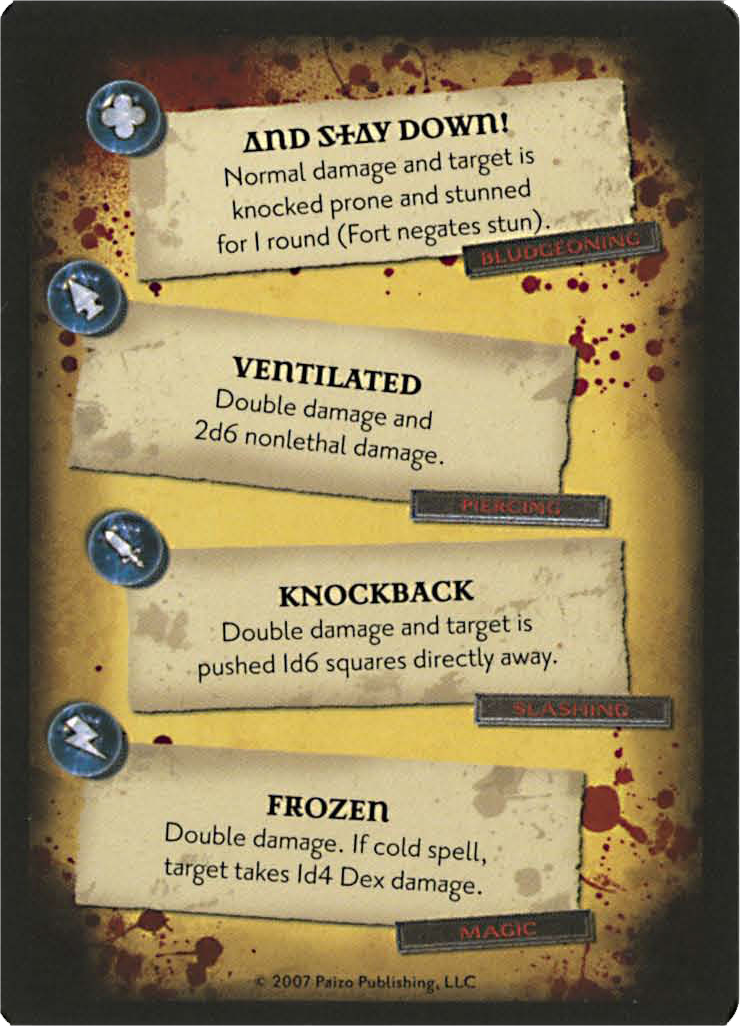 AND STAY DOWN!
Normal damage and target is
knocked prone and stunned
for 1 round (Fort negates stun).
BLUDGEONING
VENTILATED
Double damage and
2d6 nonlethal damage.
PIERCING
KNOCKBACK
Double damage and target is
pushed 1d6 squares directly away.
SLASHING
FROZEN
Double damage. If cold spell,
target takes 1d4 Dex damage.
MAGIC
© 2007 Paizo Publishing, LLC